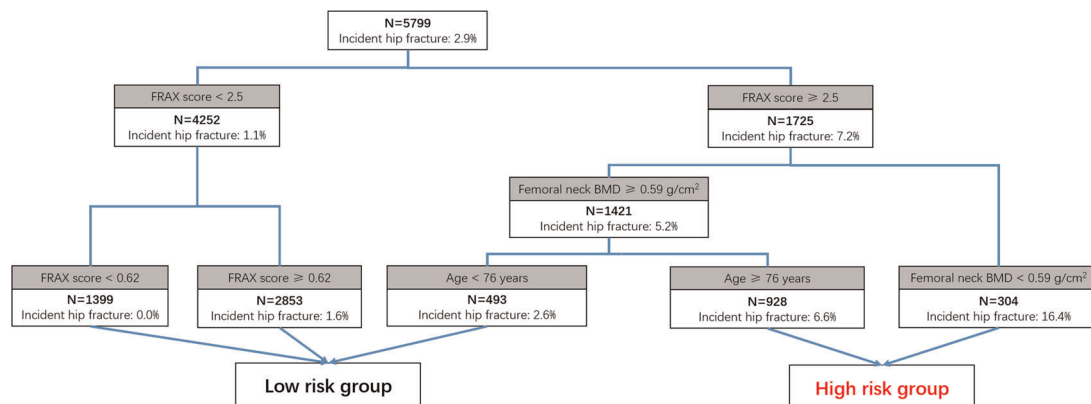 N=5799
Incident hip fracture: 2.9%
FRAX score < 2.5
N=4252
Incident hip fracture: 1.1%
FRAX score ≥ 2.5
N=1725
Incident hip fracture: 7.2%
Femoral neck BMD ≥ 0.59 g/cm²
N=1421
Incident hip fracture: 5.2%
FRAX score < 0.62
N=1399
Incident hip fracture: 0.0%
FRAX score ≥ 0.62
N=2853
Incident hip fracture: 1.6%
Age < 76 years
N=493
Incident hip fracture: 2.6%
Age ≥ 76 years
N=928
Incident hip fracture: 6.6%
Femoral neck BMD < 0.59 g/cm²
N=304
Incident hip fracture: 16.4%
Low risk group
High risk group